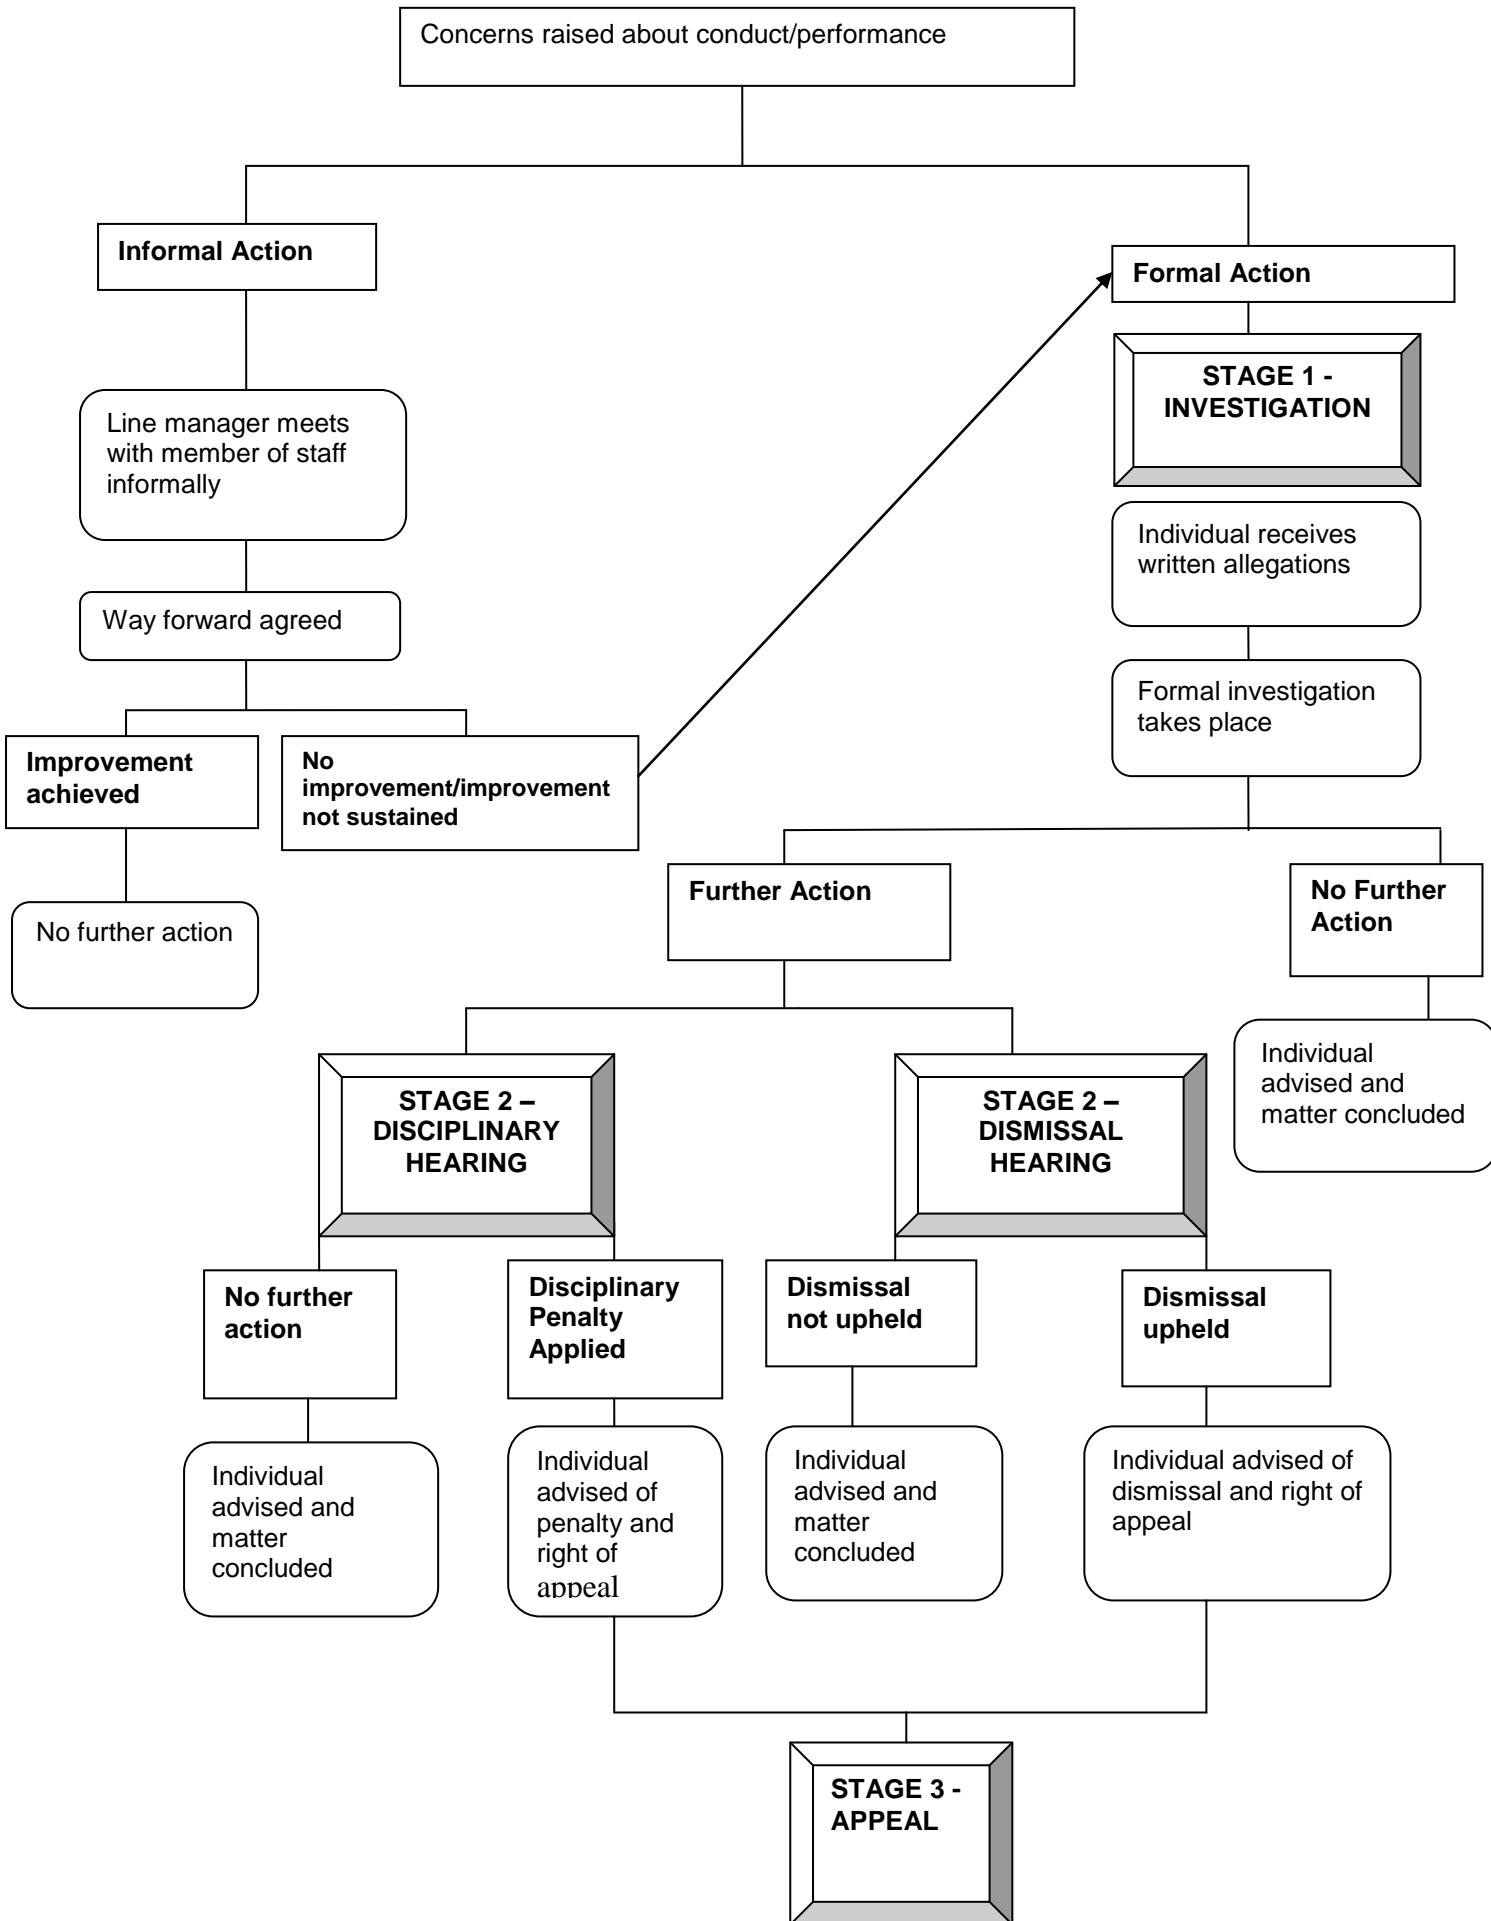 Concerns raised about conduct/performance
Informal Action
Formal Action
STAGE 1 -
INVESTIGATION
Line manager meets
with member of staff
informally
Individual receives
written allegations
Way forward agreed
Formal investigation
takes place
Improvement
achieved
No
improvement/improvement
not sustained
No further action
Further Action
No Further
Action
Individual
advised and
matter concluded
STAGE 2 –
DISCIPLINARY
HEARING
STAGE 2 –
DISMISSAL
HEARING
No further
action
Disciplinary
Penalty
Applied
Dismissal
not upheld
Dismissal
upheld
Individual
advised and
matter
concluded
Individual
advised of
penalty and
right of
appeal
Individual
advised and
matter
concluded
Individual advised of
dismissal and right of
appeal
STAGE 3 -
APPEAL